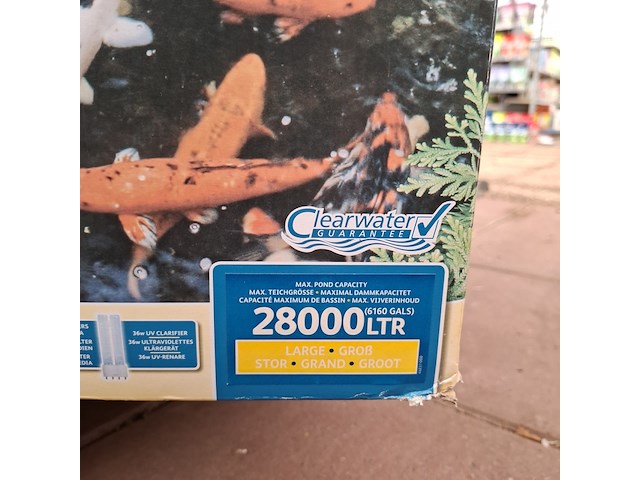 Clearwater
GUARANTEE
MAX. POND CAPACITY
MAX. TEICHGRÖSSE • MAXIMAL DAMMKAPACITET
CAPACITÉ MAXIMUM DE BASSIN • MAX. VIJVERINHOUD
28000LTR (6160 GALS)
LARGE • GROß
STOR • GRAND • GROOT
36w UV CLARIFIER
36w ULTRAVIOLETTES
KLÄRGERÄT
36w UV-RENARE